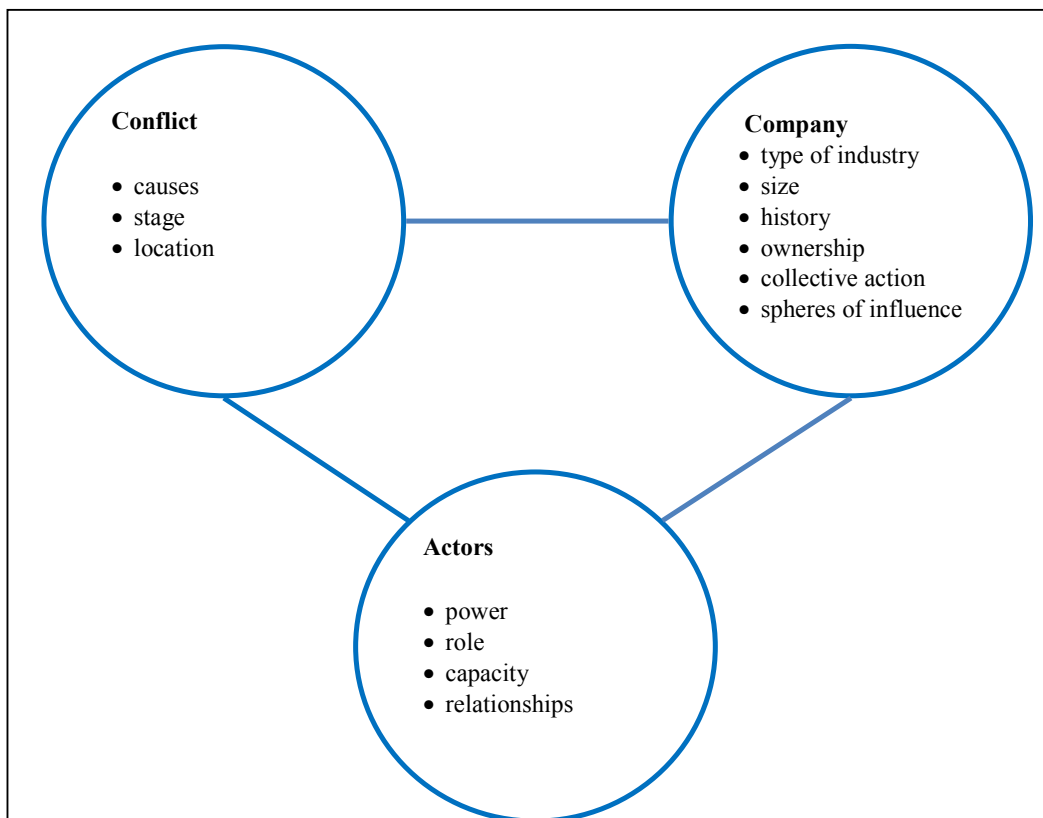 Conflict
• causes
• stage
• location
Company
• type of industry
• size
• history
• ownership
• collective action
• spheres of influence
Actors
• power
• role
• capacity
• relationships